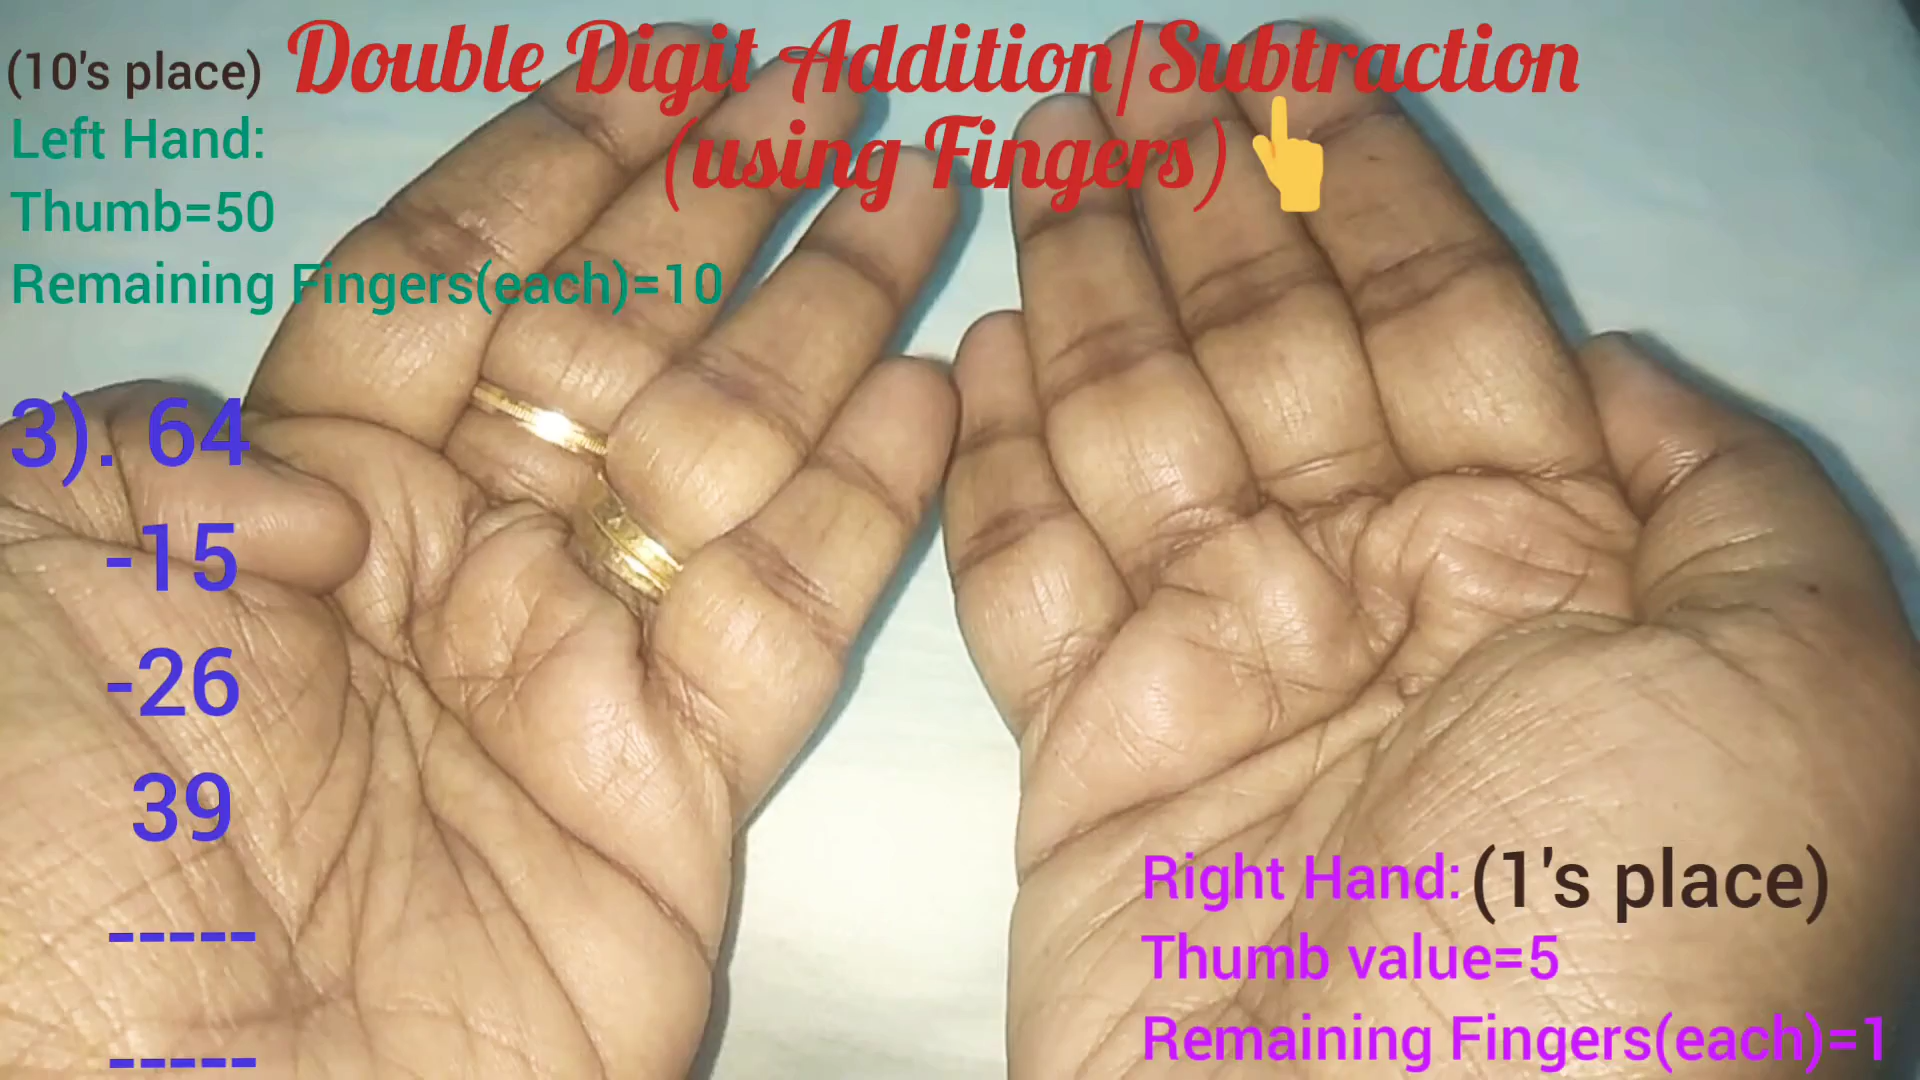 Double Digit Addition/Subtraction
(using Fingers)👆
(10's place)
Left Hand:
Thumb=50
Remaining Fingers(each)=10
3). 64
-15
-26
39
-----
-----
Right Hand: (1's place)
Thumb value=5
Remaining Fingers(each)=1